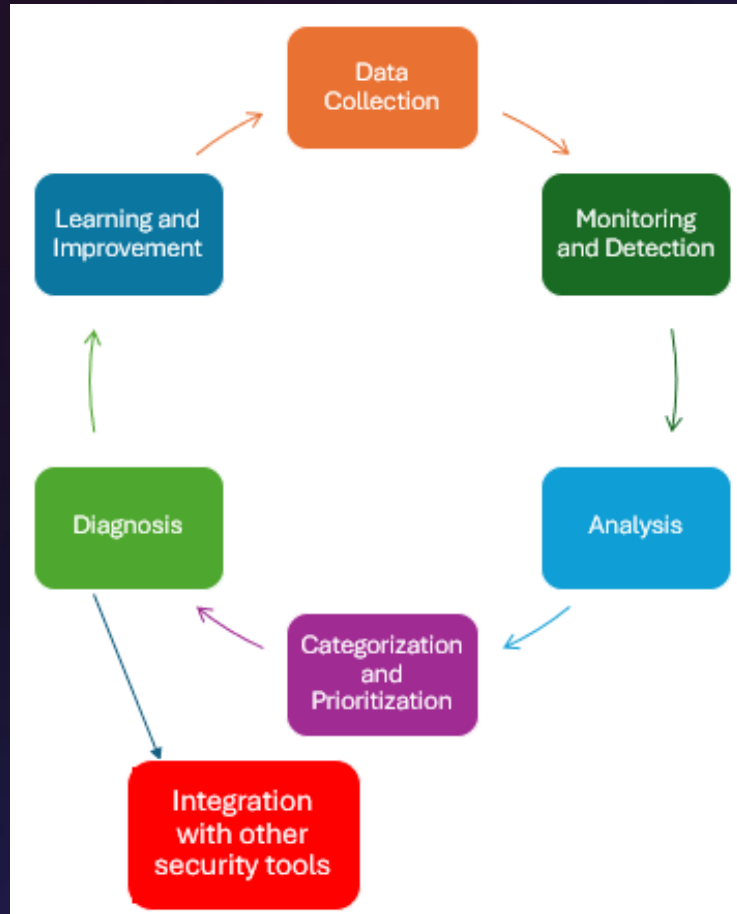 Data
Collection
Monitoring
and Detection
Analysis
Categorization
and
Prioritization
Diagnosis
Learning and
Improvement
Integration
with other
security tools